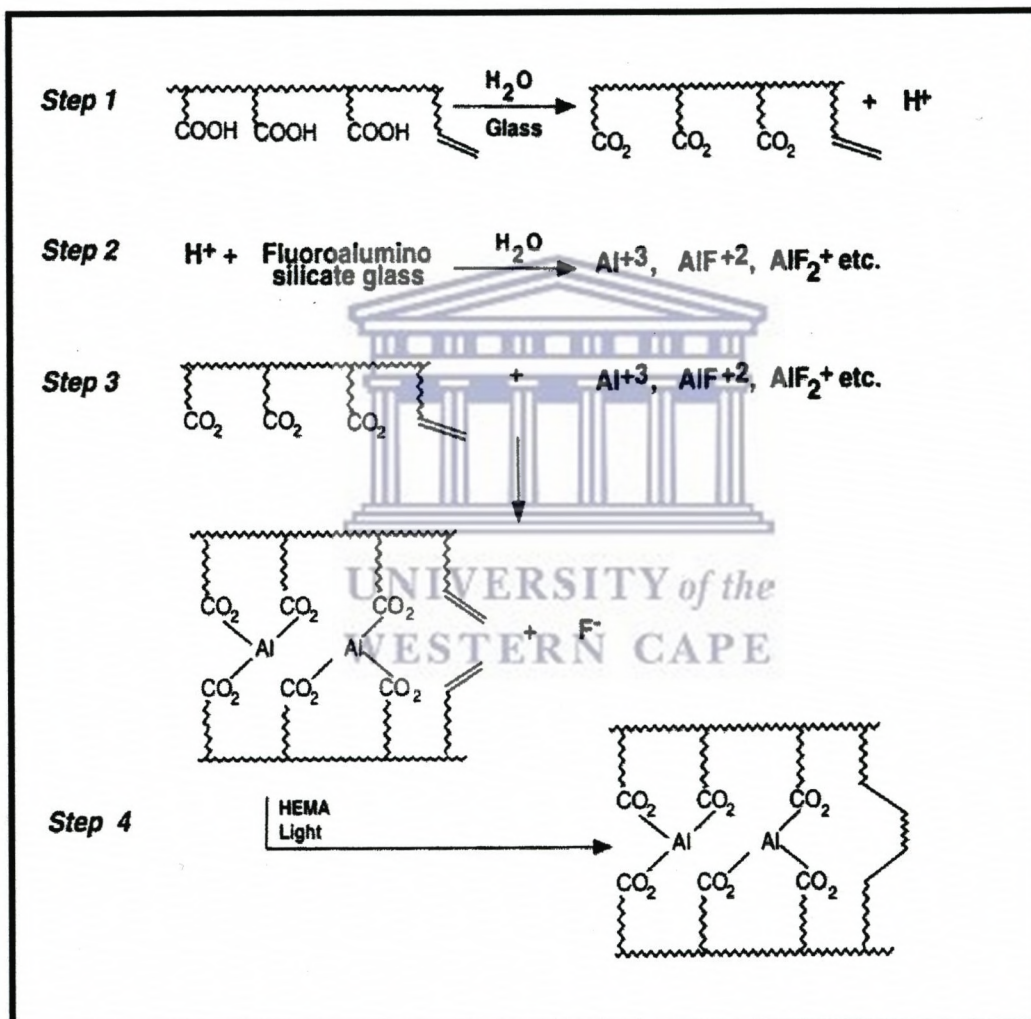 Step 1
COOH COOH COOH
H₂O
Glass
CO₂ CO₂ CO₂
+ H⁺
Step 2
H⁺ + Fluoroalumino silicate glass
H₂O
Al⁺³, AlF⁺², AlF₂⁺ etc.
Step 3
CO₂ CO₂ CO₂
+
Al⁺³, AlF⁺², AlF₂⁺ etc.
CO₂ CO₂ CO₂
Al Al
+ F⁻
CO₂ CO₂ CO₂
UNIVERSITY of the
WESTERN CAPE
Step 4
HEMA
Light
CO₂ CO₂ CO₂
Al Al
CO₂ CO₂ CO₂